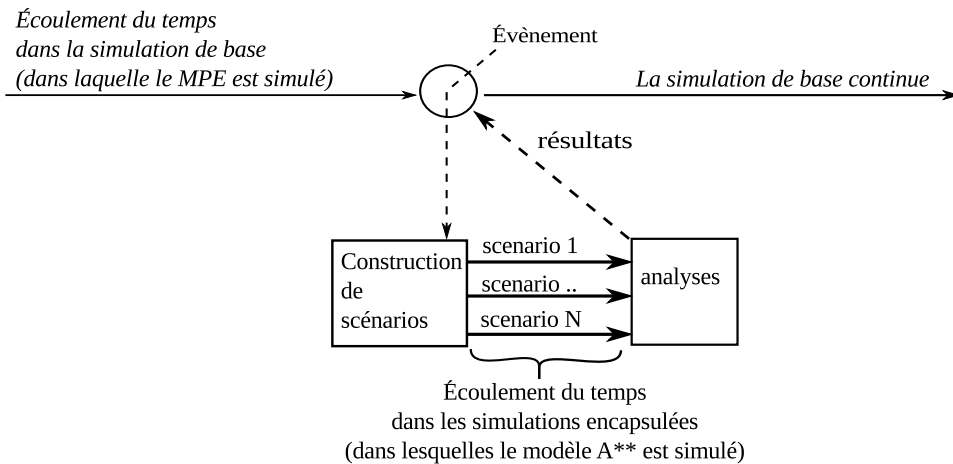 Écoulement du temps
dans la simulation de base
(dans laquelle le MPE est simulé)
Évènement
La simulation de base continue
résultats
Construction
de
scénarios
scenario 1
scenario ..
scenario N
analyses
Écoulement du temps
dans les simulations encapsulées
(dans lesquelles le modèle A** est simulé)